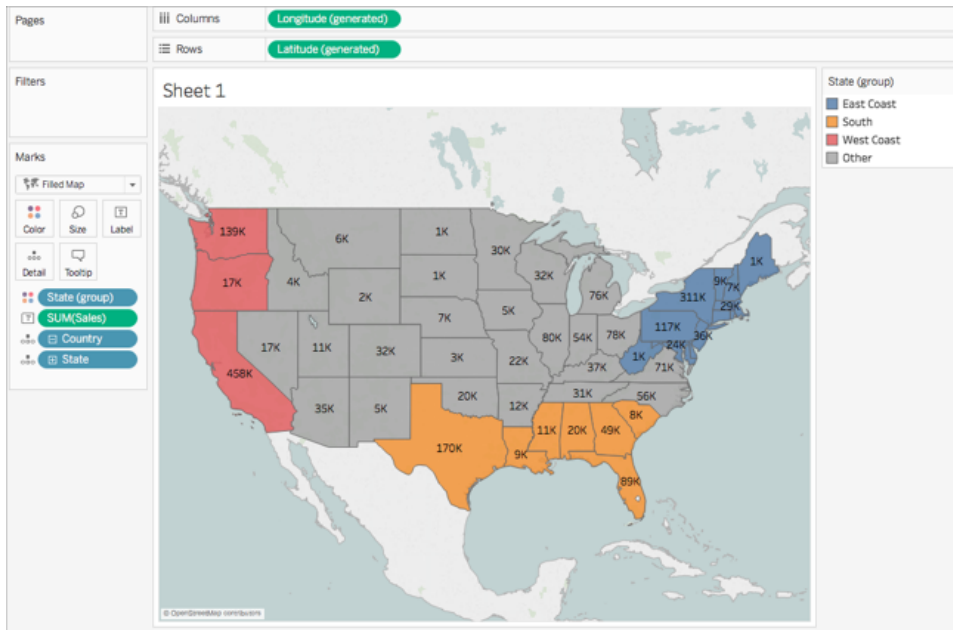 Pages
Columns
Longitude (generated)
Rows
Latitude (generated)
Filters
Marks
Filled Map
Color
Size
Label
Detail
Tooltip
State (group)
SUM(Sales)
Country
State
Sheet 1
139K
6K
1K
30K
1K
17K
4K
1K
32K
9K
7K
2K
76K
311K
29K
7K
5K
117K
17K
11K
32K
80K
54K
78K
24K
36K
3K
22K
1K
71K
458K
37K
35K
5K
20K
12K
31K
56K
170K
9K
11K
20K
49K
8K
89K
© OpenStreetMap contributors
State (group)
East Coast
South
West Coast
Other